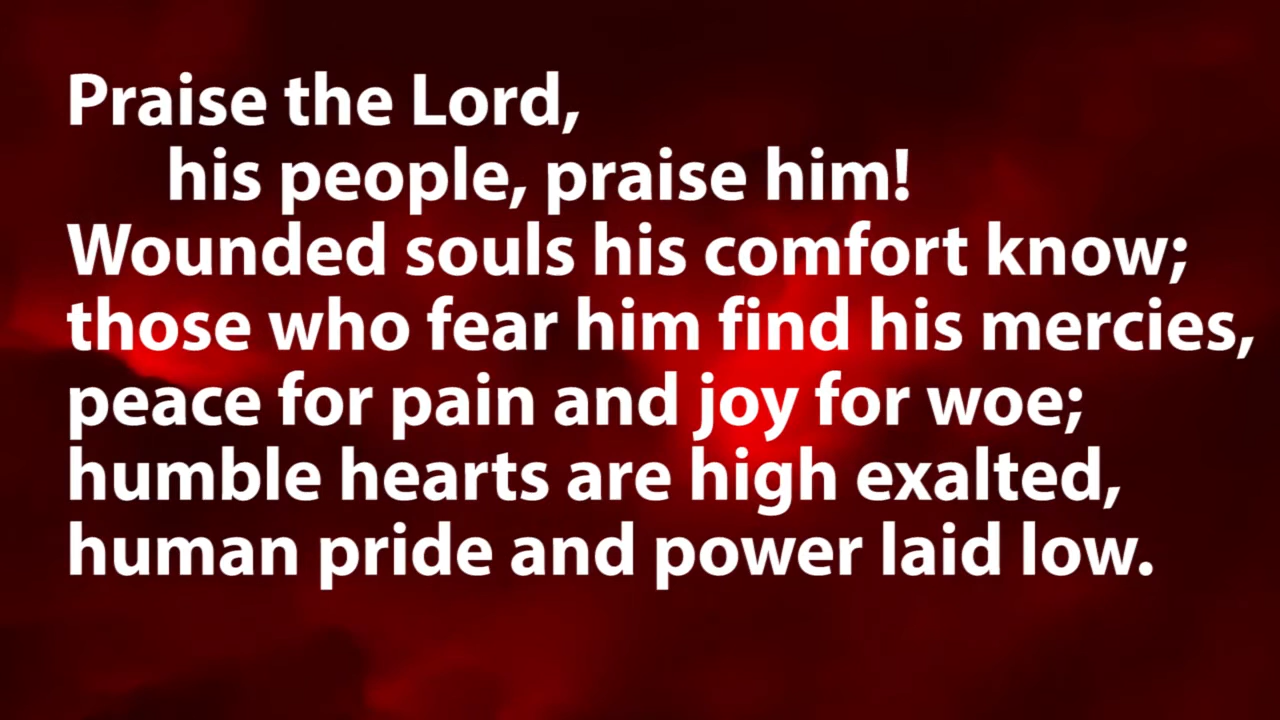 Praise the Lord,
his people, praise him!
Wounded souls his comfort know;
those who fear him find his mercies,
peace for pain and joy for woe;
humble hearts are high exalted,
human pride and power laid low.